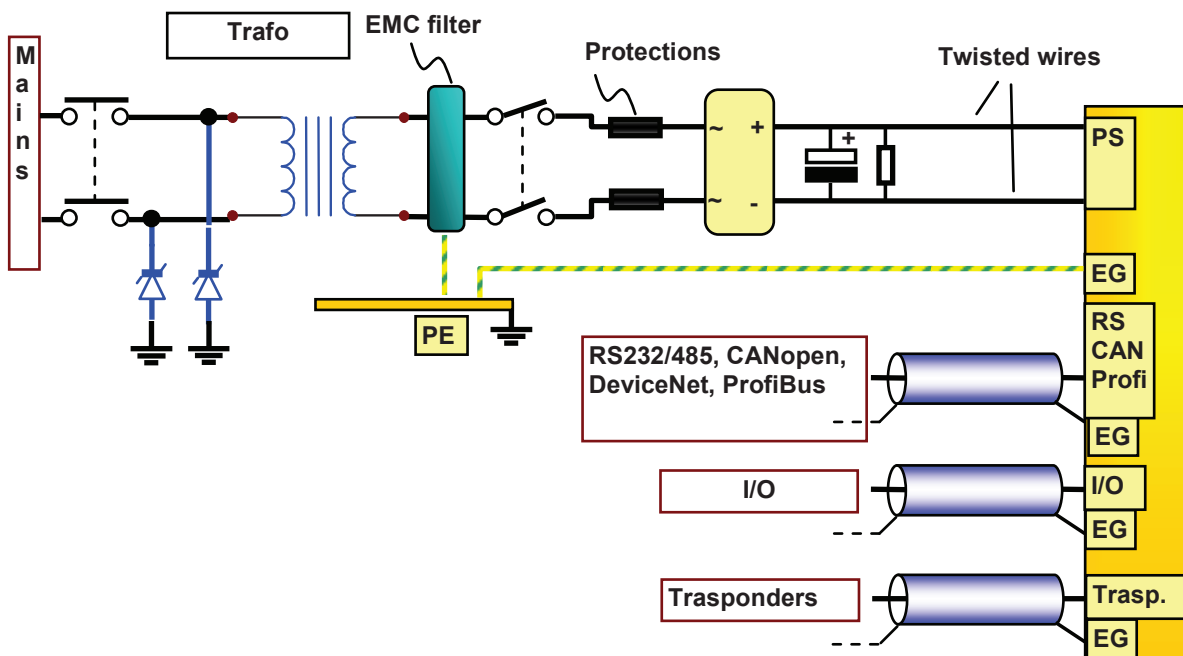 Mains
Trafo
EMC filter
Protections
Twisted wires
~
+
~
-
+
PS
EG
PE
RS232/485, CANopen,
DeviceNet, ProfiBus
RS
CAN
Profi
EG
I/O
I/O
EG
Trasponders
Trasp.
EG